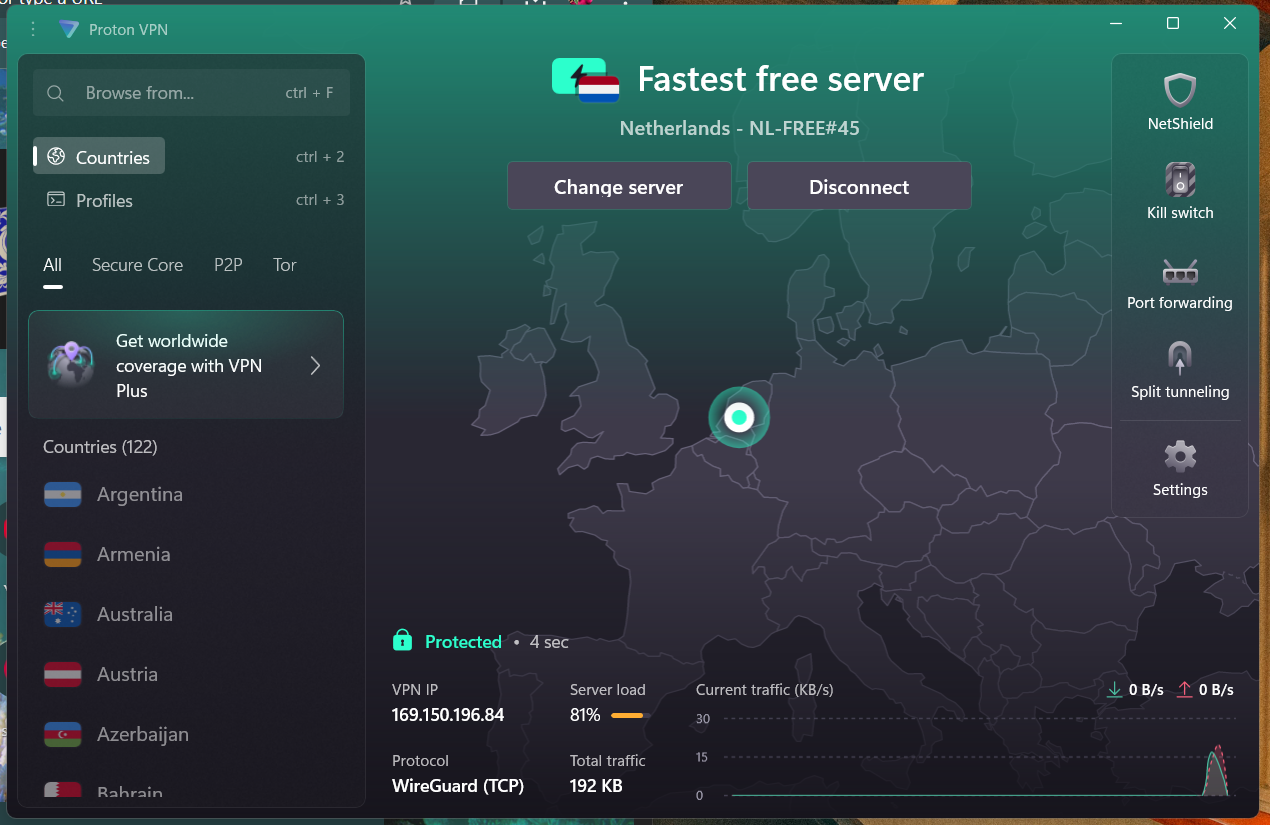 or type a URL
Proton VPN
Browse from...
ctrl + F
Countries
ctrl + 2
Profiles
ctrl + 3
All
Secure Core
P2P
Tor
Get worldwide
coverage with VPN
Plus
Countries (122)
Argentina
Armenia
Australia
Austria
Azerbaijan
Bahrain
Fastest free server
Netherlands - NL-FREE#45
Change server
Disconnect
Protected • 4 sec
VPN IP
169.150.196.84
Server load
81%
Protocol
WireGuard (TCP)
Total traffic
192 KB
Current traffic (KB/s)
0 B/s
0 B/s
30
15
0
NetShield
Kill switch
Port forwarding
Split tunneling
Settings